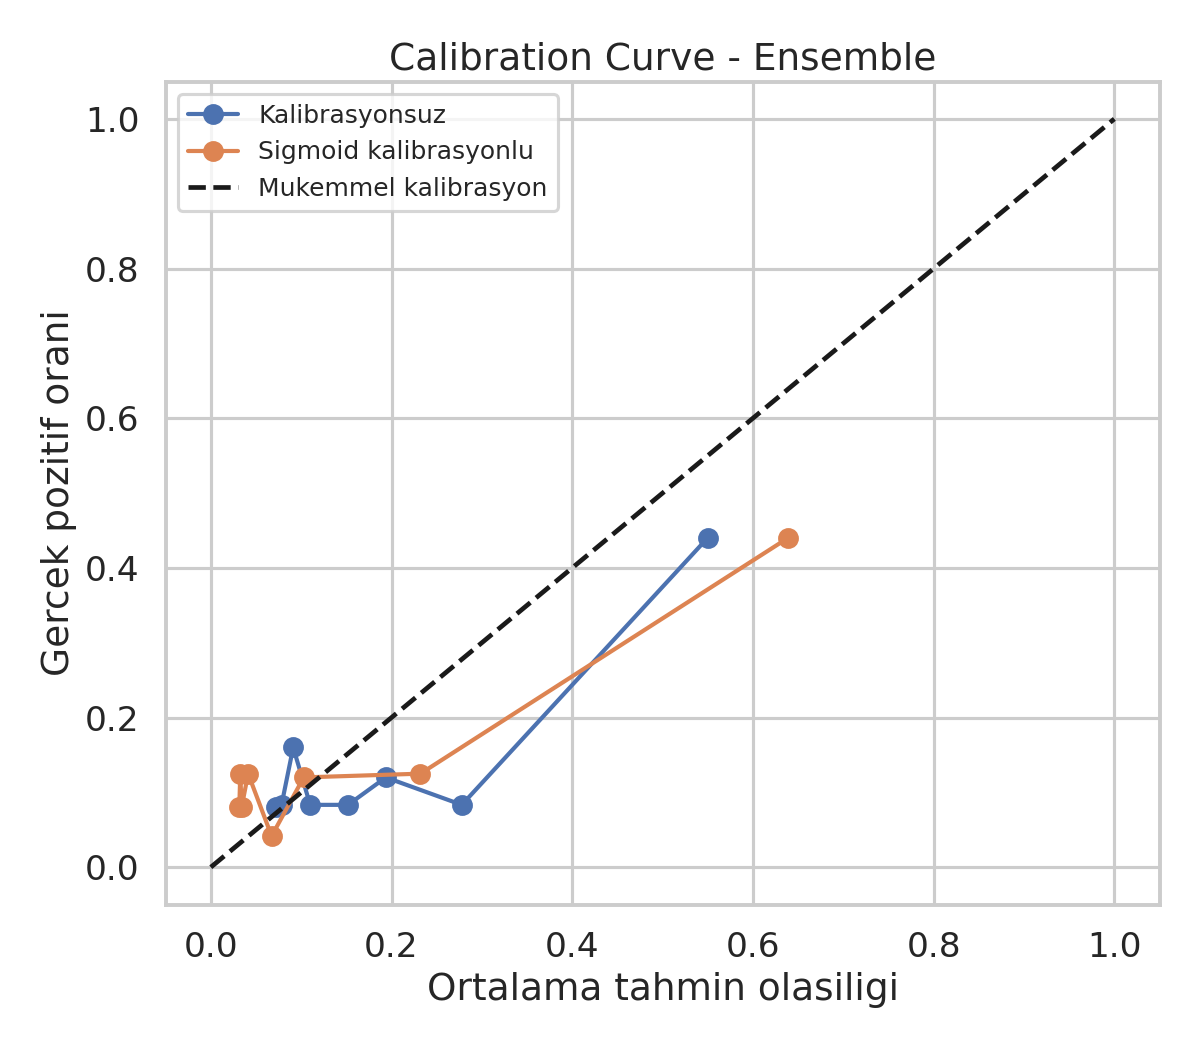 Calibration Curve - Ensemble
Kalibrasyonsuz
Sigmoid kalibrasyonlu
Mukemmel kalibrasyon
1.0
0.8
0.6
0.4
0.2
0.0
Gercek pozitif orani
0.0 0.2 0.4 0.6 0.8 1.0
Ortalama tahmin olasiligi